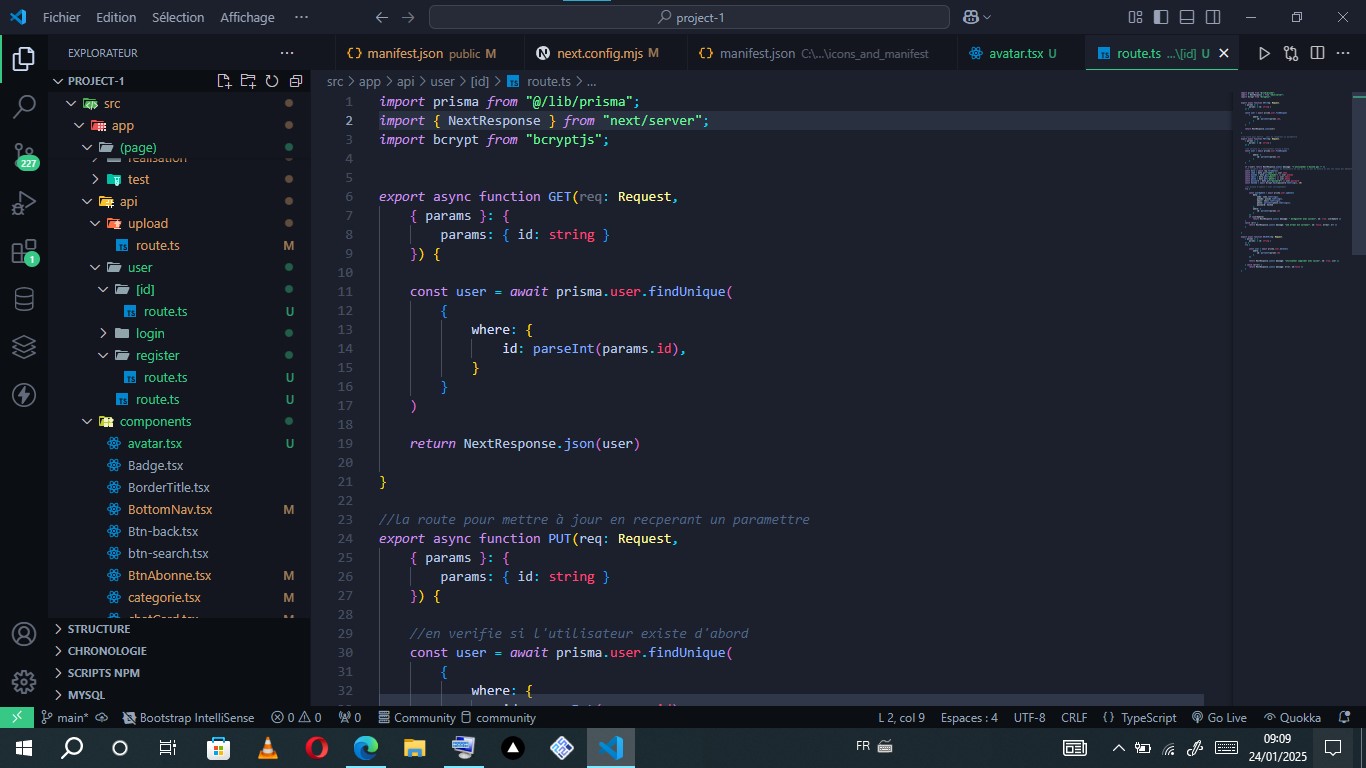 Fichier Edition Sélection Affichage ··· project-1
EXPLORATEUR ···
manifest.json public M next.config.mjs M manifest.json C:\...\icons_and_manifest avatar.tsx U route.ts ...\[id] U
PROJECT-1
src > app > api > user > [id] > route.ts > ...
src
app
(page)
realisation
test
api
upload
route.ts M
user
[id]
route.ts U
login
register
route.ts U
route.ts U
components
avatar.tsx U
Badge.tsx
BorderTitle.tsx
BottomNav.tsx M
Btn-back.tsx
btn-search.tsx
BtnAbonne.tsx M
categorie.tsx M
STRUCTURE
CHRONOLOGIE
SCRIPTS NPM
MYSQL
227
1
1 import prisma from "@/lib/prisma";
2 import { NextResponse } from "next/server";
3 import bcrypt from "bcryptjs";
4
5
6 export async function GET(req: Request,
7 { params }: {
8 params: { id: string }
9 }) {
10
11 const user = await prisma.user.findUnique(
12 {
13 where: {
14 id: parseInt(params.id),
15 }
16 }
17 )
18
19 return NextResponse.json(user)
20
21 }
22
23 //la route pour mettre à jour en recperant un paramettre
24 export async function PUT(req: Request,
25 { params }: {
26 params: { id: string }
27 }) {
28
29 //en verifie si l'utilisateur existe d'abord
30 const user = await prisma.user.findUnique(
31 {
32 where: {
main* Bootstrap IntelliSense 0 0 0 Community community L 2, col 9 Espaces : 4 UTF-8 CRLF {} TypeScript Go Live Quokka
FR 09:09
24/01/2025